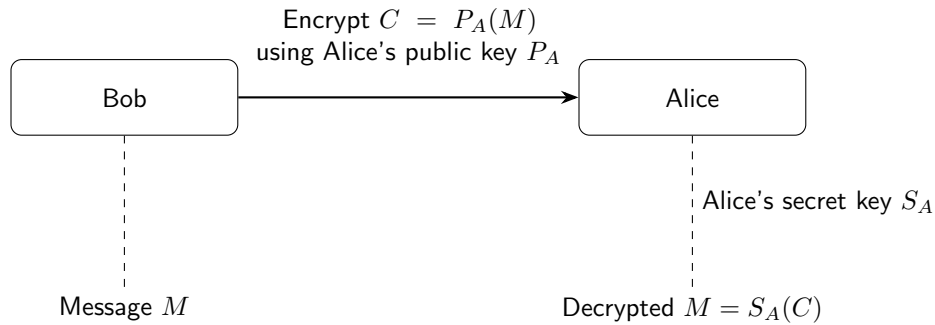 Encrypt C = P_A(M)
using Alice's public key P_A
Bob
Alice
Alice's secret key S_A
Message M
Decrypted M = S_A(C)